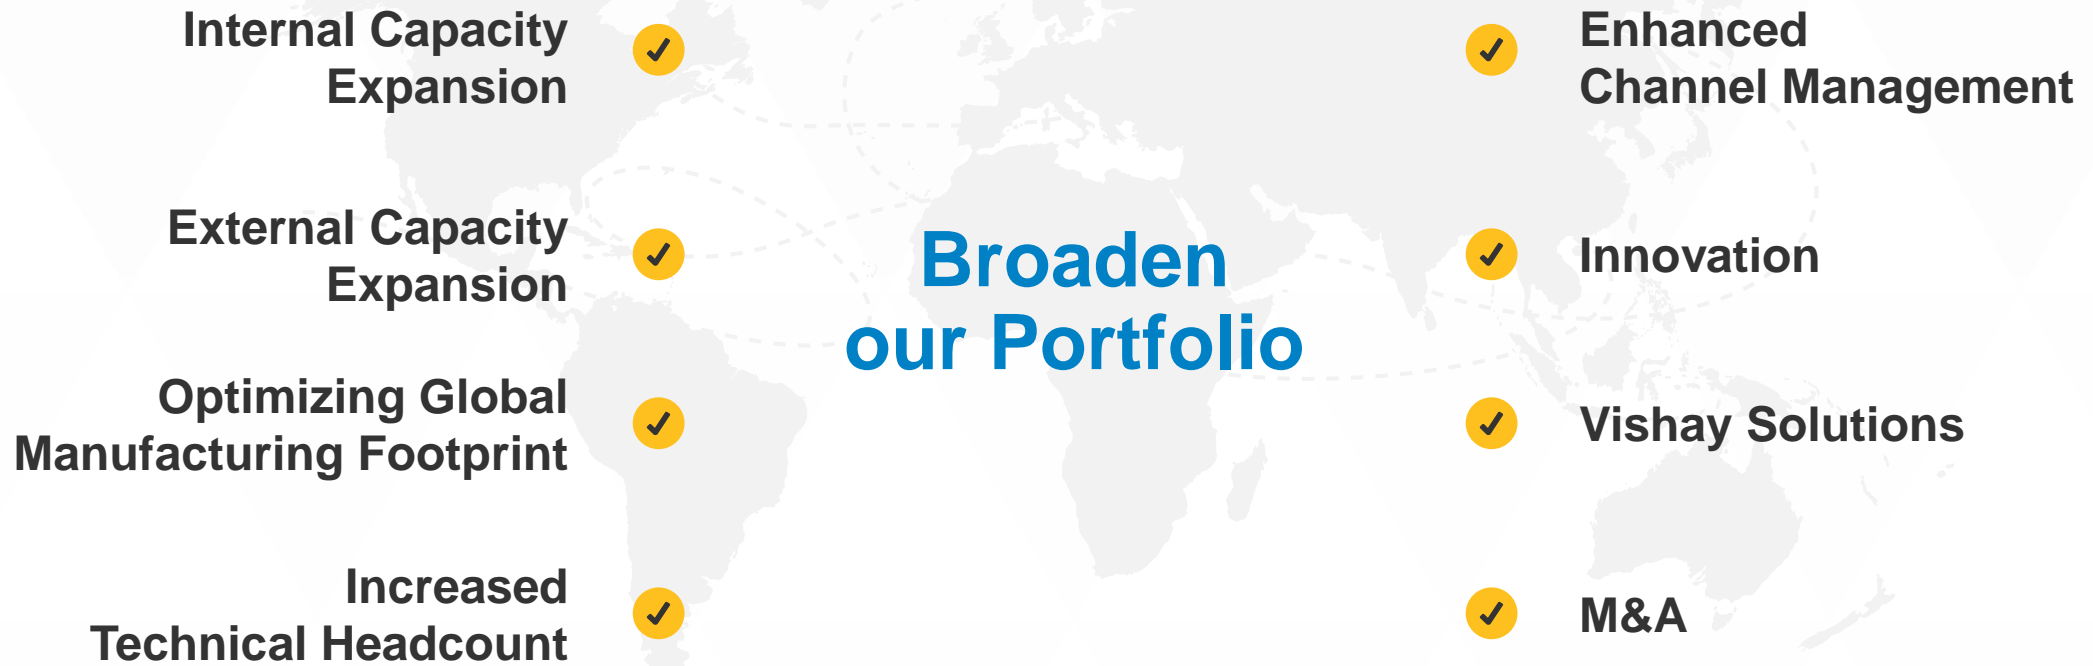 Internal Capacity
Expansion
External Capacity
Expansion
Optimizing Global
Manufacturing Footprint
Increased
Technical Headcount
Broaden
our Portfolio
Enhanced
Channel Management
Innovation
Vishay Solutions
M&A